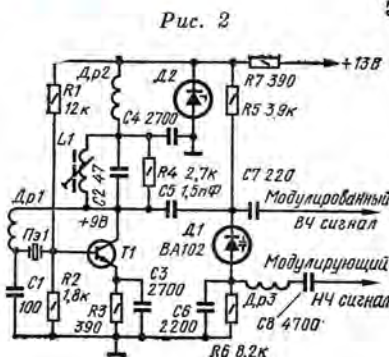 Рис. 2
R1
12к
Др2
Д2
R7 390
+13В
R5 3,9к
C4 2700
L1
C2 47
R4 2,7к
C5 1,5пФ
C7 220
Модулированный
ВЧ сигнал
Др1
+9В
Д1
BA102
Пэ1
T1
Модулирующий
НЧ сигнал
C1
100
R2
1,8к
R3
390
C3
2700
C6
2200
Др3
C8 4700
R6 8,2к